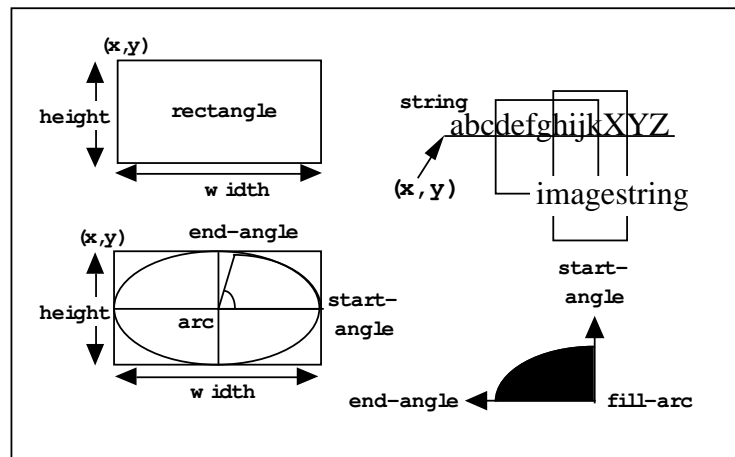 (x,y)
height
rectangle
w idth
string
abcdefghijkXYZ
(x,y)
imagestring
(x,y)
end-angle
height
arc
start-
angle
w idth
start-
angle
end-angle
fill-arc